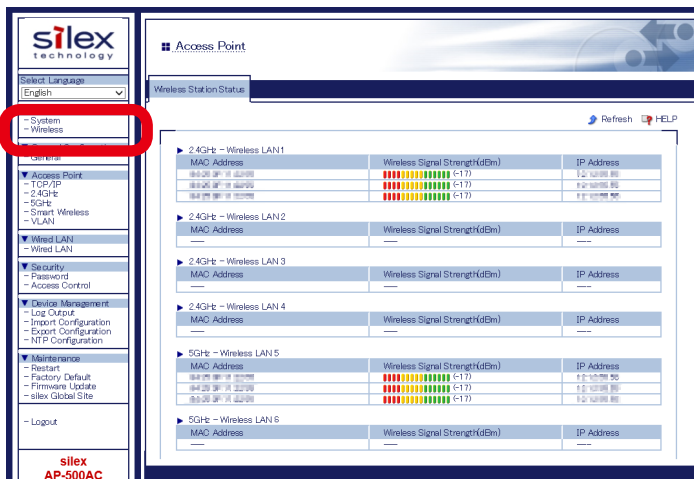 silex
technology
Select Language
English
- System
- Wireless
- General
▼ Access Point
- TCP/IP
- 2.4GHz
- 5GHz
- Smart Wireless
- VLAN
▼ Wired LAN
- Wired LAN
▼ Security
- Password
- Access Control
▼ Device Management
- Log Output
- Import Configuration
- Export Configuration
- NTP Configuration
▼ Maintenance
- Restart
- Factory Default
- Firmware Update
- silex Global Site
- Logout
silex
AP-500AC
Access Point
Wireless Station Status
Refresh HELP
2.4GHz - Wireless LAN1
MAC Address Wireless Signal Strength(dBm) IP Address
(-17)
(-17)
(-17)
2.4GHz - Wireless LAN 2
MAC Address Wireless Signal Strength(dBm) IP Address
--- --- ---
2.4GHz - Wireless LAN 3
MAC Address Wireless Signal Strength(dBm) IP Address
--- --- ---
2.4GHz - Wireless LAN 4
MAC Address Wireless Signal Strength(dBm) IP Address
--- --- ---
5GHz - Wireless LAN 5
MAC Address Wireless Signal Strength(dBm) IP Address
(-17)
(-17)
(-17)
5GHz - Wireless LAN 6
MAC Address Wireless Signal Strength(dBm) IP Address
--- --- ---